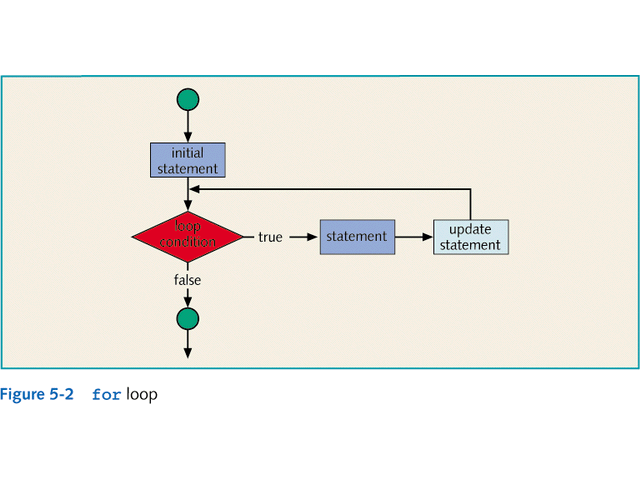 initial
statement
loop
condition
true
statement
update
statement
false
Figure 5-2 for loop